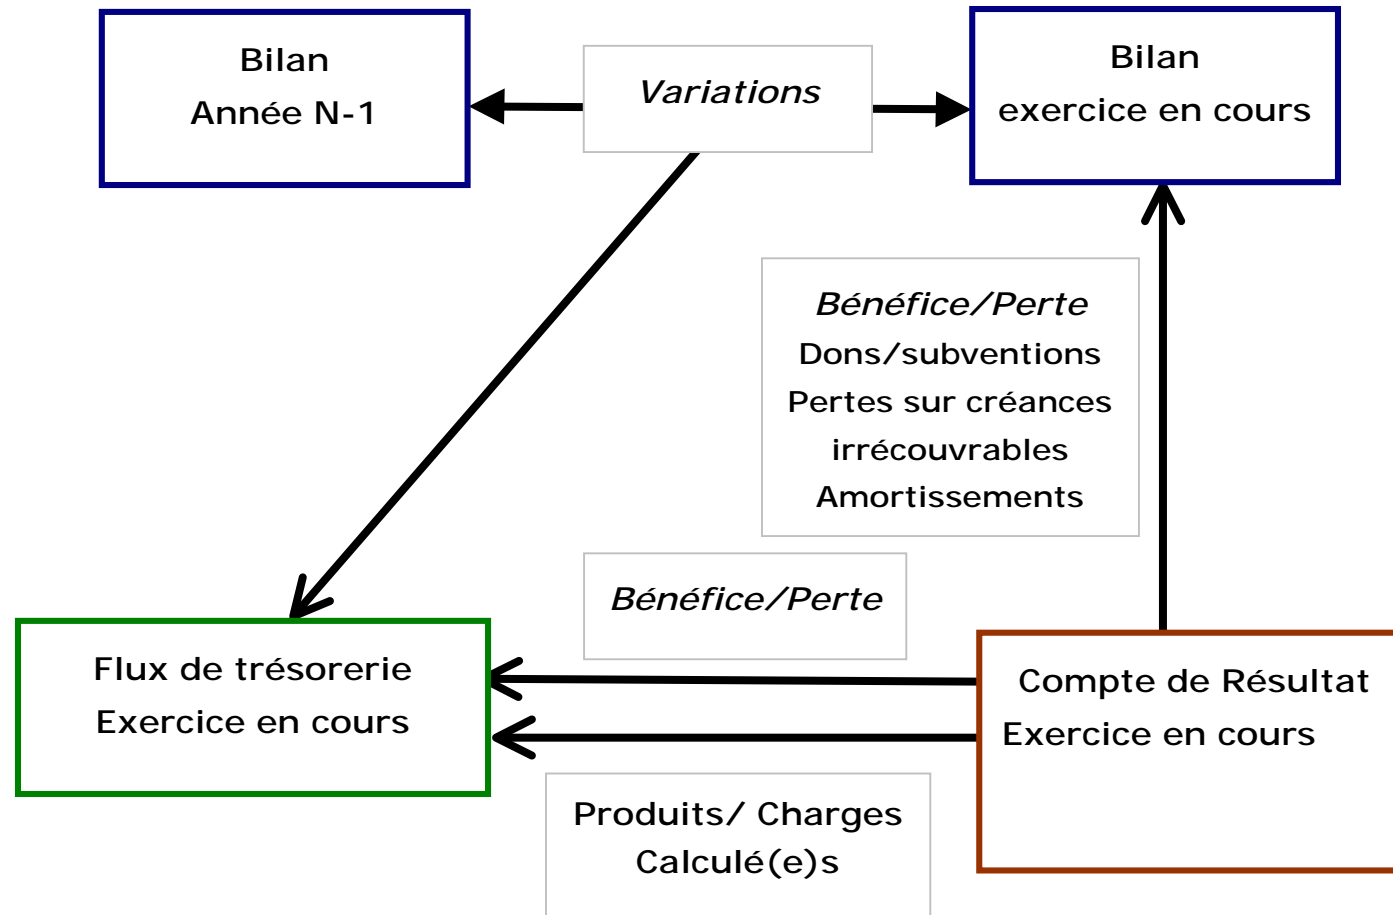 Bilan
Année N-1
Variations
Bilan
exercice en cours
Bénéfice/Perte
Dons/subventions
Pertes sur créances
irrécouvrables
Amortissements
Bénéfice/Perte
Flux de trésorerie
Exercice en cours
Compte de Résultat
Exercice en cours
Produits/ Charges
Calculé(e)s